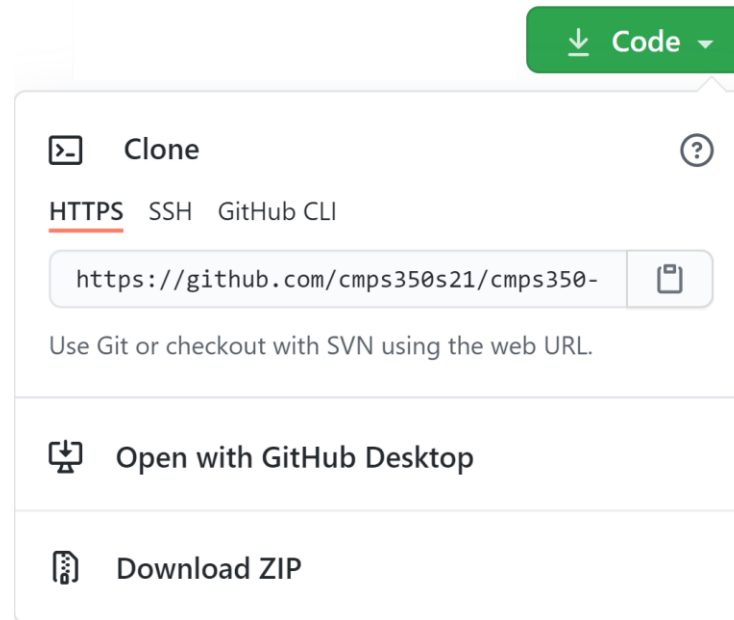 Code
Clone
HTTPS SSH GitHub CLI
https://github.com/cmps350s21/cmps350-
Use Git or checkout with SVN using the web URL.
Open with GitHub Desktop
Download ZIP